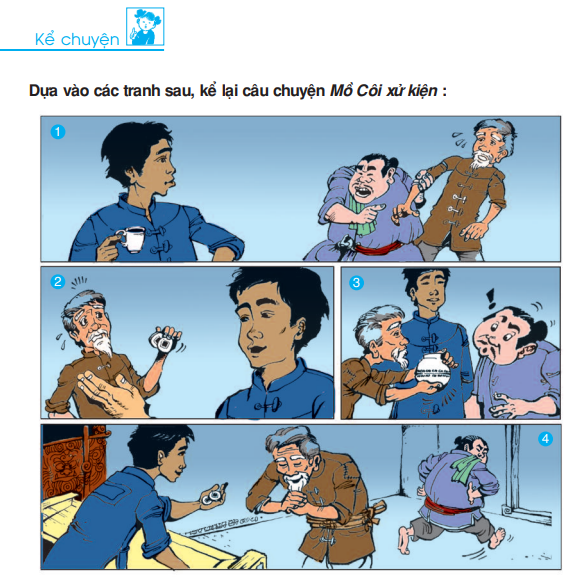 Kể chuyện
Dựa vào các tranh sau, kể lại câu chuyện Mồ Côi xử kiện :
1
2
3
4